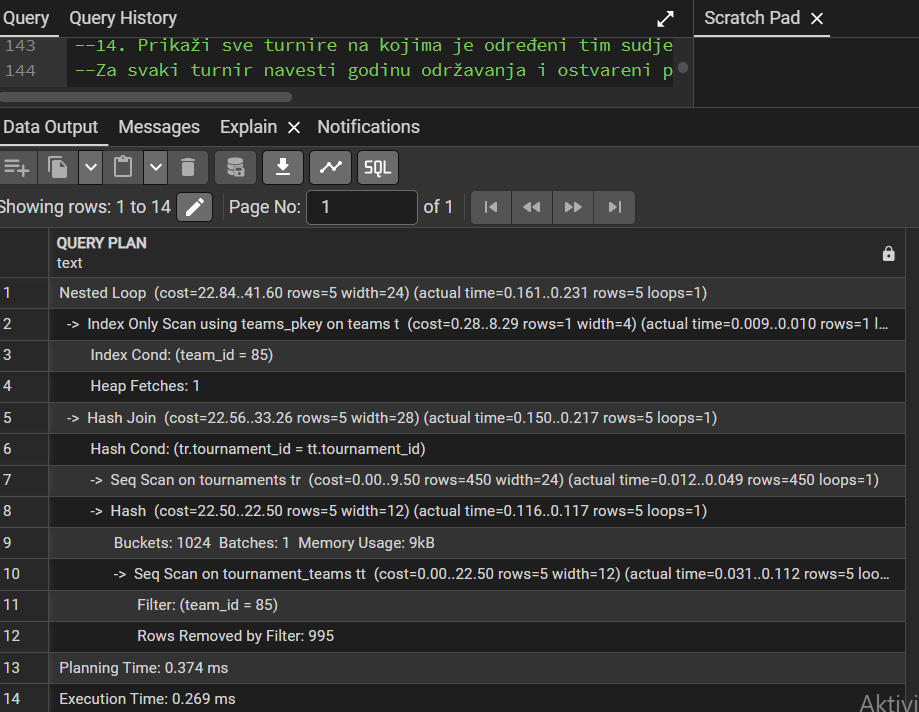 Query Query History Scratch Pad
143 --14. Prikaži sve turnire na kojima je određeni tim sudje
144 --Za svaki turnir navesti godinu održavanja i ostvareni p
Data Output Messages Explain Notifications
SQL
Showing rows: 1 to 14 Page No: 1 of 1
QUERY PLAN
text
1 Nested Loop (cost=22.84..41.60 rows=5 width=24) (actual time=0.161..0.231 rows=5 loops=1)
2 -> Index Only Scan using teams_pkey on teams t (cost=0.28..8.29 rows=1 width=4) (actual time=0.009..0.010 rows=1 l...
3 Index Cond: (team_id = 85)
4 Heap Fetches: 1
5 -> Hash Join (cost=22.56..33.26 rows=5 width=28) (actual time=0.150..0.217 rows=5 loops=1)
6 Hash Cond: (tr.tournament_id = tt.tournament_id)
7 -> Seq Scan on tournaments tr (cost=0.00..9.50 rows=450 width=24) (actual time=0.012..0.049 rows=450 loops=1)
8 -> Hash (cost=22.50..22.50 rows=5 width=12) (actual time=0.116..0.117 rows=5 loops=1)
9 Buckets: 1024 Batches: 1 Memory Usage: 9kB
10 -> Seq Scan on tournament_teams tt (cost=0.00..22.50 rows=5 width=12) (actual time=0.031..0.112 rows=5 loo...
11 Filter: (team_id = 85)
12 Rows Removed by Filter: 995
13 Planning Time: 0.374 ms
14 Execution Time: 0.269 ms
Aktivi